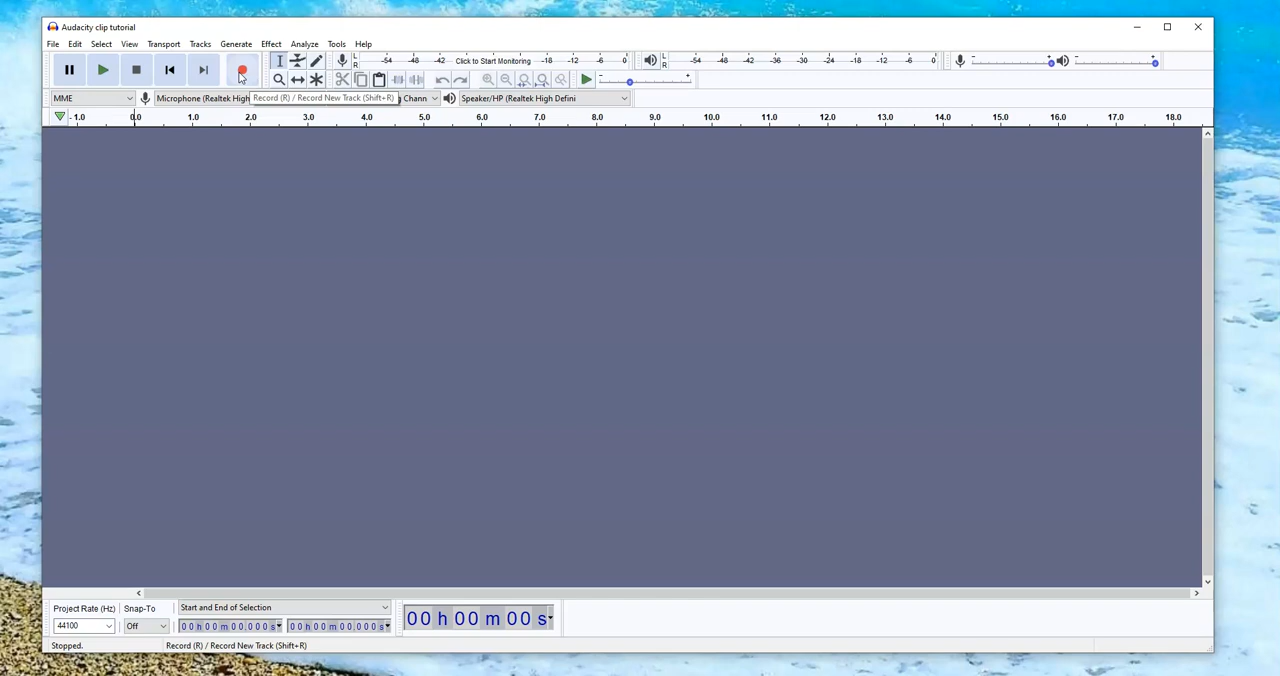 Audacity clip tutorial
File Edit Select View Transport Tracks Generate Effect Analyze Tools Help
L R -54 -48 -42 Click to Start Monitoring -18 -12 -6 0 L R -54 -48 -42 -36 -30 -24 -18 -12 -6 0 - + - +
- +
MME Microphone (Realtek High Record (R) / Record New Track (Shift+R) g Chann Speaker/HP (Realtek High Defini
-1.0 0.0 1.0 2.0 3.0 4.0 5.0 6.0 7.0 8.0 9.0 10.0 11.0 12.0 13.0 14.0 15.0 16.0 17.0 18.0
Project Rate (Hz) Snap-To Start and End of Selection
44100 Off 00 h 00 m 00.000 s 00 h 00 m 00.000 s 00 h 00 m 00 s
Stopped. Record (R) / Record New Track (Shift+R)